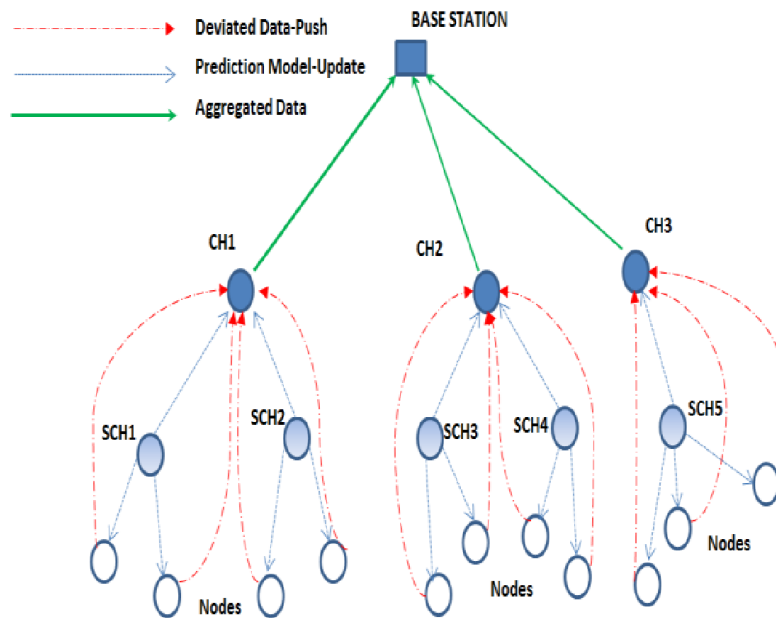 BASE STATION
Deviated Data-Push
Prediction Model-Update
Aggregated Data
CH1
CH2
CH3
SCH1
SCH2
SCH3
SCH4
SCH5
Nodes
Nodes
Nodes